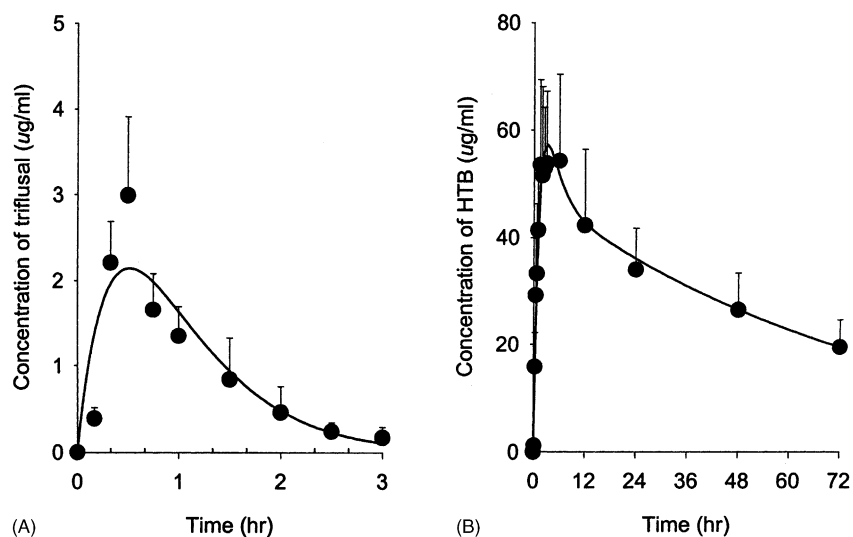 Concentration of triflusal (ug/ml)
5
4
3
2
1
0
0 1 2 3
(A) Time (hr)
Concentration of HTB (ug/ml)
80
60
40
20
0
0 12 24 36 48 60 72
(B) Time (hr)